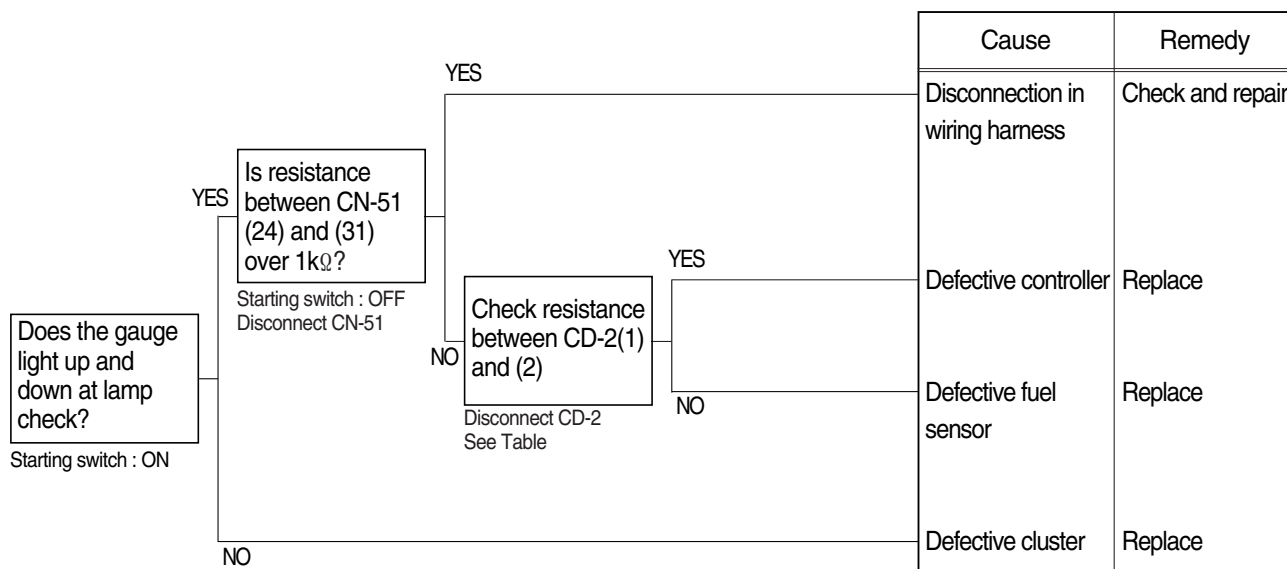 Cause
Remedy
YES
Disconnection in
wiring harness
Check and repair
YES
Is resistance
between CN-51
(24) and (31)
over 1kΩ?
Starting switch : OFF
Disconnect CN-51
YES
Defective controller
Replace
NO
Check resistance
between CD-2(1)
and (2)
Disconnect CD-2
See Table
NO
Defective fuel
sensor
Replace
Does the gauge
light up and
down at lamp
check?
Starting switch : ON
NO
Defective cluster
Replace